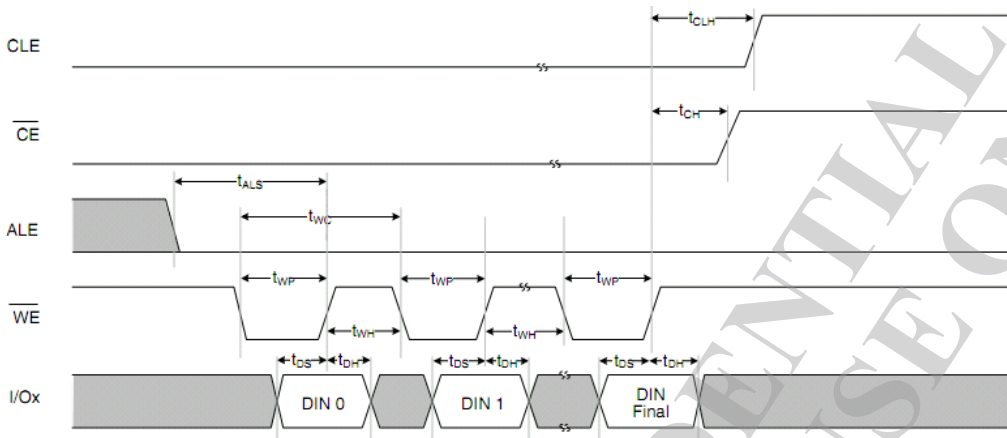 tCLH
CLE
tCH
CE
tALS
tWC
ALE
tWP tWP tWP
WE
tWH tWH
tDS tDH tDS tDH tDS tDH
I/Ox DIN 0 DIN 1 DIN Final